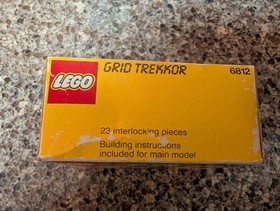 LEGO
GRID TREKKOR
6812
23 interlocking pieces
Building instructions
included for main model